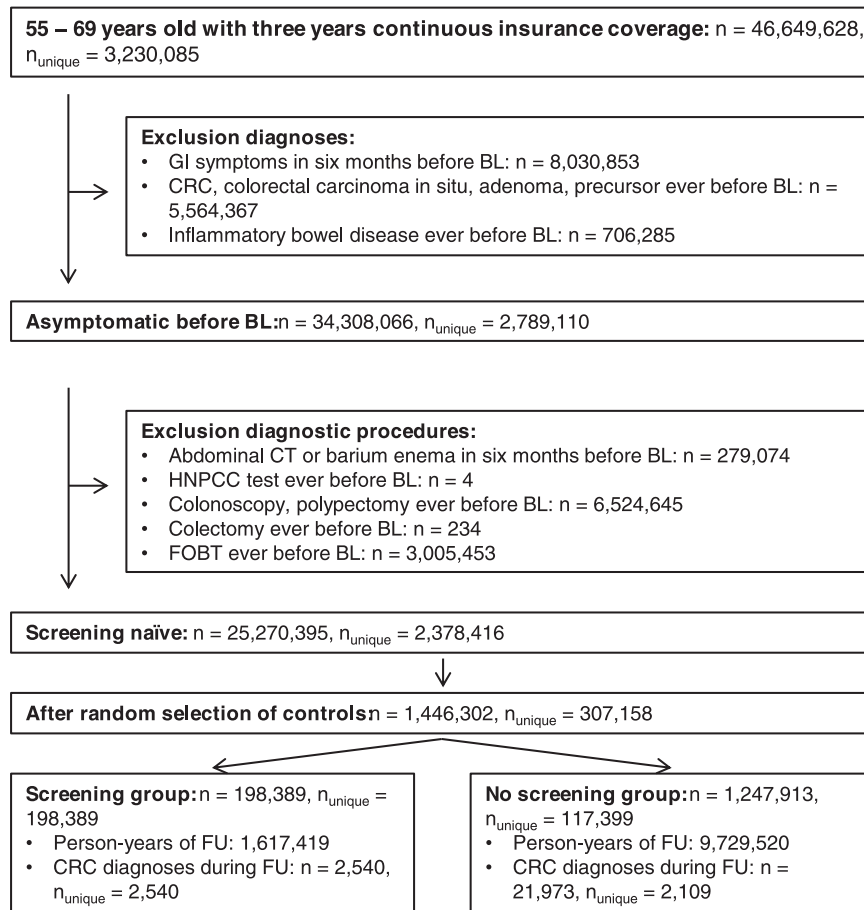 55 – 69 years old with three years continuous insurance coverage: n = 46,649,628,
nunique = 3,230,085
Exclusion diagnoses:
• GI symptoms in six months before BL: n = 8,030,853
• CRC, colorectal carcinoma in situ, adenoma, precursor ever before BL: n =
5,564,367
• Inflammatory bowel disease ever before BL: n = 706,285
Asymptomatic before BL: n = 34,308,066, nunique = 2,789,110
Exclusion diagnostic procedures:
• Abdominal CT or barium enema in six months before BL: n = 279,074
• HNPCC test ever before BL: n = 4
• Colonoscopy, polypectomy ever before BL: n = 6,524,645
• Colectomy ever before BL: n = 234
• FOBT ever before BL: n = 3,005,453
Screening naïve: n = 25,270,395, nunique = 2,378,416
After random selection of controls: n = 1,446,302, nunique = 307,158
Screening group: n = 198,389, nunique =
198,389
• Person-years of FU: 1,617,419
• CRC diagnoses during FU: n = 2,540,
nunique = 2,540
No screening group: n = 1,247,913,
nunique = 117,399
• Person-years of FU: 9,729,520
• CRC diagnoses during FU: n =
21,973, nunique = 2,109